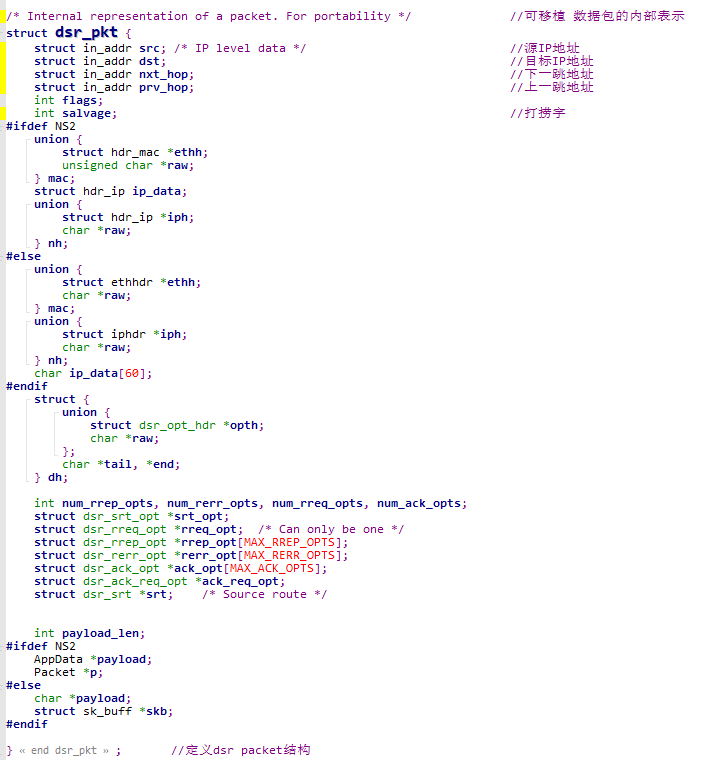 /* Internal representation of a packet. For portability */ //可移植 数据包的内部表示
struct dsr_pkt {
struct in_addr src; /* IP level data */ //源IP地址
struct in_addr dst; //目标IP地址
struct in_addr nxt_hop; //下一跳地址
struct in_addr prv_hop; //上一跳地址
int flags;
int salvage; //打捞字
#ifdef NS2
union {
struct hdr_mac *ethh;
unsigned char *raw;
} mac;
struct hdr_ip ip_data;
union {
struct hdr_ip *iph;
char *raw;
} nh;
#else
union {
struct ethhdr *ethh;
char *raw;
} mac;
union {
struct iphdr *iph;
char *raw;
} nh;
char ip_data[60];
#endif
struct {
union {
struct dsr_opt_hdr *opth;
char *raw;
};
char *tail, *end;
} dh;
int num_rrep_opts, num_rerr_opts, num_rreq_opts, num_ack_opts;
struct dsr_srt_opt *srt_opt;
struct dsr_rreq_opt *rreq_opt; /* Can only be one */
struct dsr_rrep_opt *rrep_opt[MAX_RREP_OPTS];
struct dsr_rerr_opt *rerr_opt[MAX_RERR_OPTS];
struct dsr_ack_opt *ack_opt[MAX_ACK_OPTS];
struct dsr_ack_req_opt *ack_req_opt;
struct dsr_srt *srt; /* Source route */
int payload_len;
#ifdef NS2
AppData *payload;
Packet *p;
#else
char *payload;
struct sk_buff *skb;
#endif
} « end dsr_pkt » ; //定义dsr packet结构